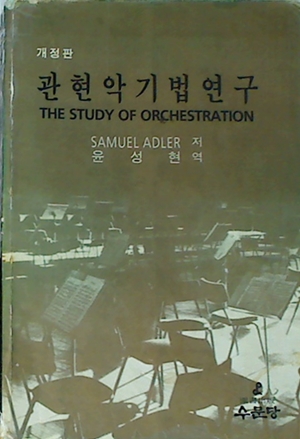 개정판
관현악기법연구
THE STUDY OF ORCHESTRATION
SAMUEL ADLER 저
윤성현 역
수문당